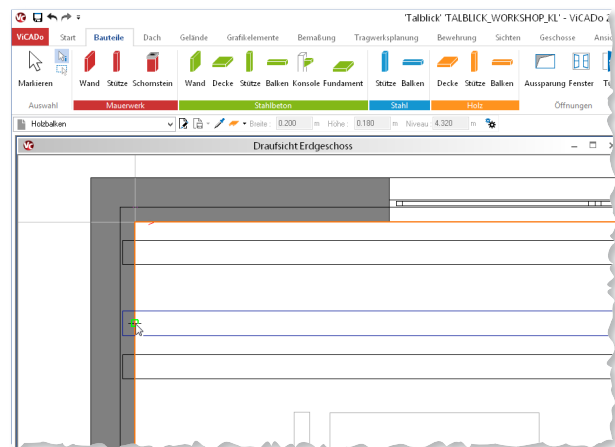 'Talblick' 'TALBLICK_WORKSHOP_KL' - ViCADo
ViCADo Start Bauteile Dach Gelände Grafikelemente Bemaßung Tragwerksplanung Bewehrung Sichten Geschosse
Markieren Wand Stütze Schornstein Wand Decke Stütze Balken Konsole Fundament Stütze Balken Decke Stütze Balken Aussparung Fenster
Auswahl Mauerwerk Stahlbeton Stahl Holz Öffnungen
Holzbalken Breite: 0.200 m Höhe: 0.180 m Niveau 4.320 m
Draufsicht Erdgeschoss